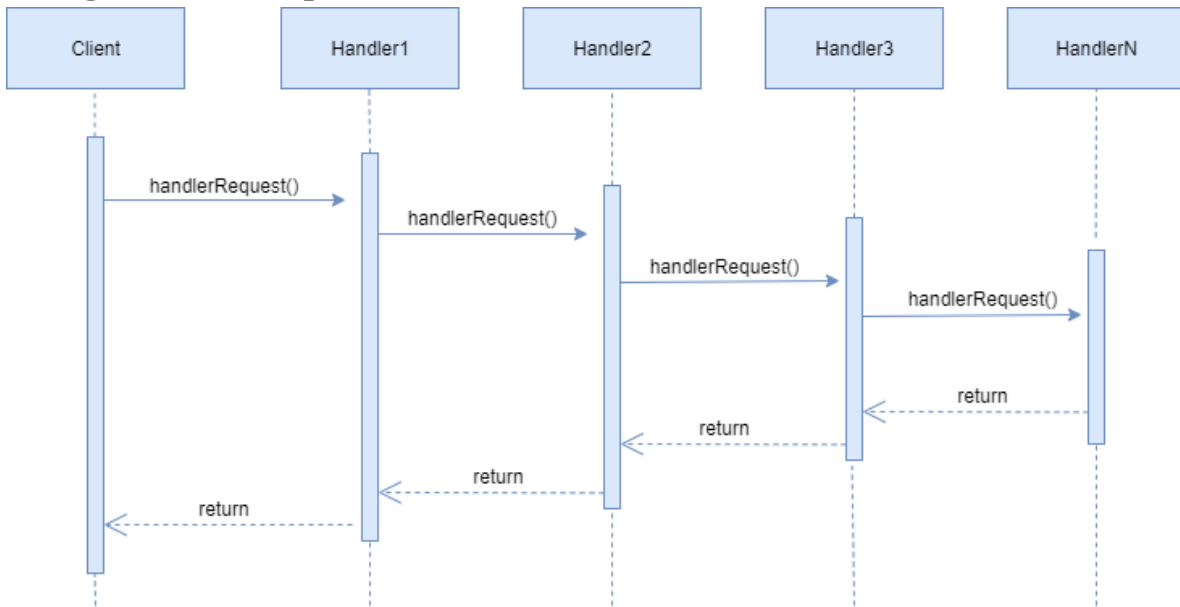 Client
Handler1
Handler2
Handler3
HandlerN
handlerRequest()
handlerRequest()
handlerRequest()
handlerRequest()
return
return
return
return